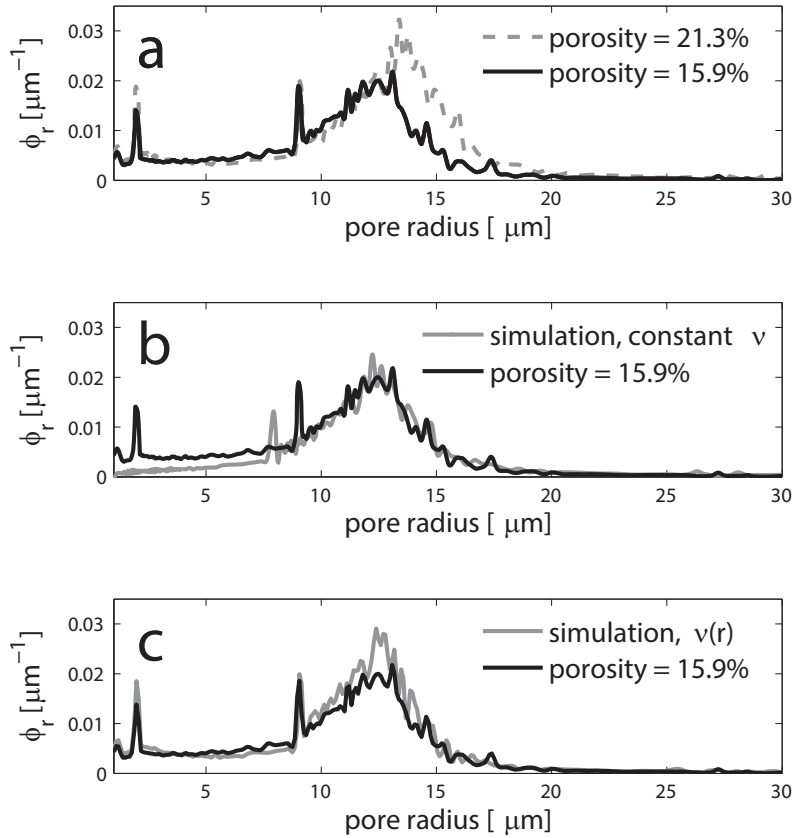 a
0.03
0.02
0.01
0
ϕr [μm−1]
porosity = 21.3%
porosity = 15.9%
5 10 15 20 25 30
pore radius [ μm]
b
0.03
0.02
0.01
0
ϕr [μm−1]
simulation, constant ν
porosity = 15.9%
5 10 15 20 25 30
pore radius [ μm]
c
0.03
0.02
0.01
0
ϕr [μm−1]
simulation, ν(r)
porosity = 15.9%
5 10 15 20 25 30
pore radius [ μm]